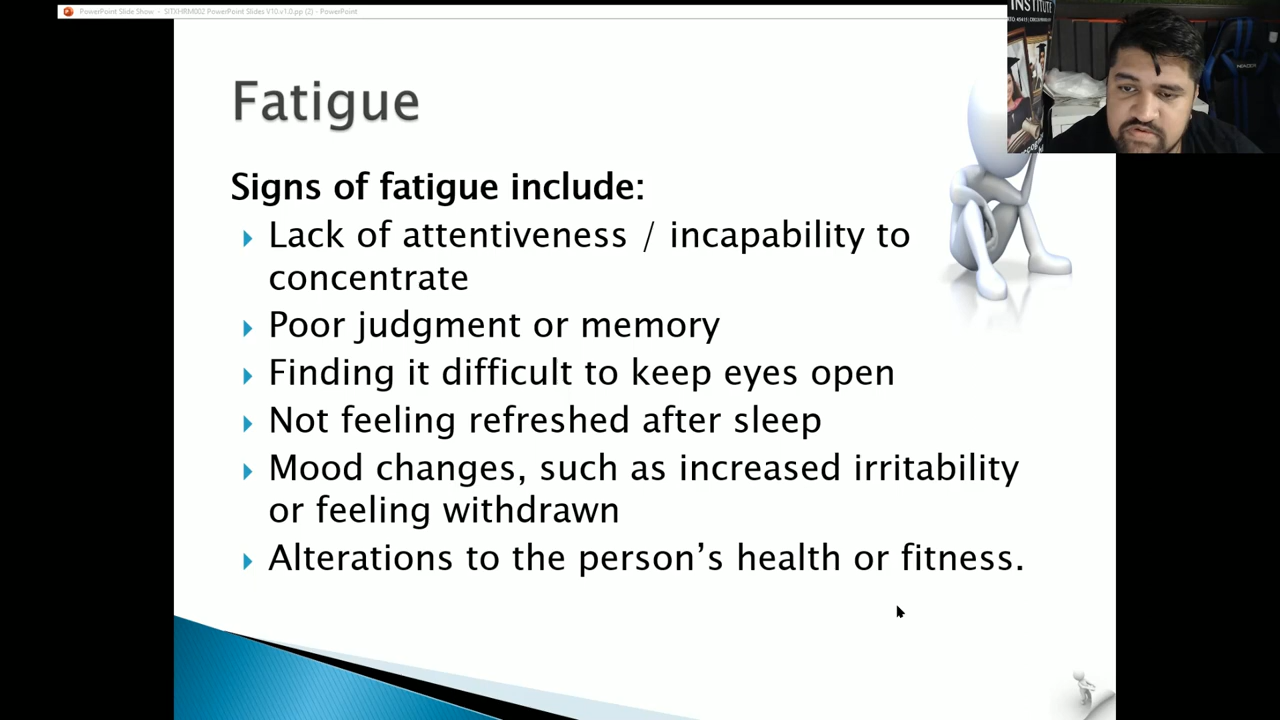 PowerPoint Slide Show - SITXHRM002 PowerPoint Slides V10.v1.0.pp (2) - PowerPoint
INSTITUTE
Fatigue
Signs of fatigue include:
Lack of attentiveness / incapability to
concentrate
Poor judgment or memory
Finding it difficult to keep eyes open
Not feeling refreshed after sleep
Mood changes, such as increased irritability
or feeling withdrawn
Alterations to the person’s health or fitness.